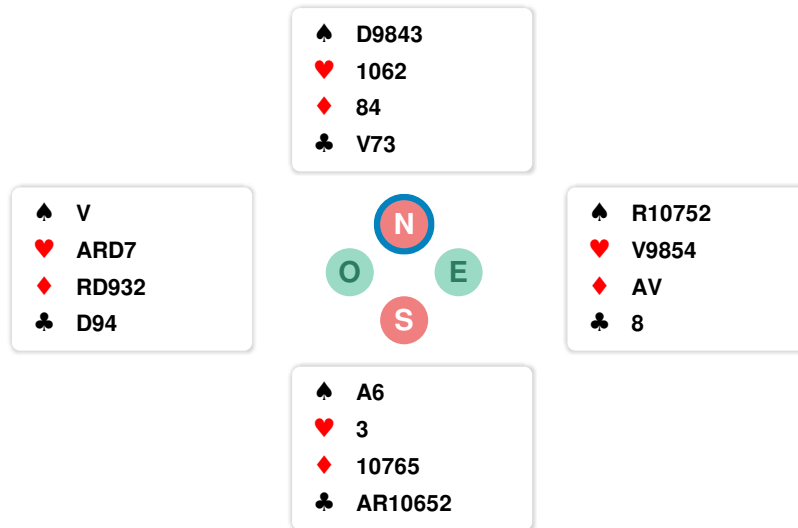 ♠ D9843
♥ 1062
♦ 84
♣ V73
♠ V
♥ ARD7
♦ RD932
♣ D94
N
O E
S
♠ R10752
♥ V9854
♦ AV
♣ 8
♠ A6
♥ 3
♦ 10765
♣ AR10652